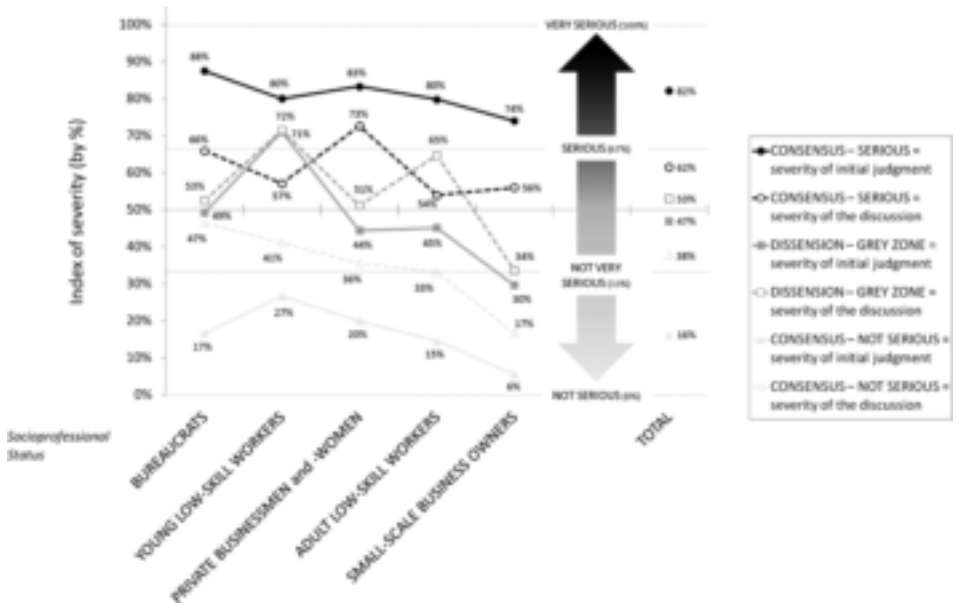 VERY SERIOUS (100%)
100%
90%
80%
70%
60%
50%
40%
30%
20%
10%
0%
Index of severity (by %)
88%
80%
83%
80%
74%
82%
66%
57%
73%
54%
56%
62%
53%
72%
51%
65%
34%
53%
49%
71%
44%
45%
30%
47%
47%
41%
36%
33%
17%
38%
17%
27%
20%
15%
6%
16%
SERIOUS (67%)
NOT VERY
SERIOUS (33%)
NOT SERIOUS (0%)
CONSENSUS – SERIOUS =
severity of initial judgment
CONSENSUS – SERIOUS =
severity of the discussion
DISSENSION – GREY ZONE =
severity of initial judgment
DISSENSION – GREY ZONE =
severity of the discussion
CONSENSUS – NOT SERIOUS =
severity of initial judgment
CONSENSUS – NOT SERIOUS =
severity of the discussion
Socioprofessional
Status
BUREAUCRATS
YOUNG LOW-SKILL WORKERS
PRIVATE BUSINESSMEN and -WOMEN
ADULT LOW-SKILL WORKERS
SMALL-SCALE BUSINESS OWNERS
TOTAL